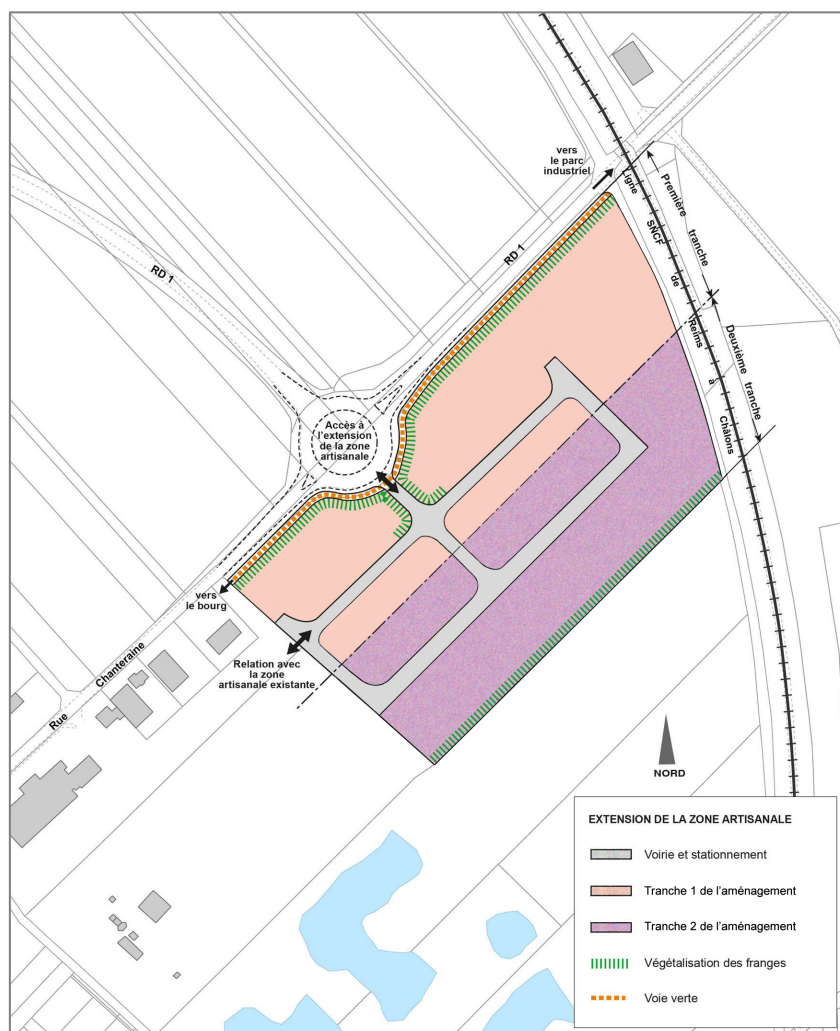 vers
le parc
industriel
Ligne
SNCF
de
Reims
à
Châlons
Première
tranche
Deuxième
tranche
RD 1
RD 1
Accès à
l'extension
de la zone
artisanale
vers
le bourg
Relation avec
la zone
artisanale existante
Rue
Chanteraine
NORD
EXTENSION DE LA ZONE ARTISANALE
Voirie et stationnement
Tranche 1 de l'aménagement
Tranche 2 de l'aménagement
Végétalisation des franges
Voie verte